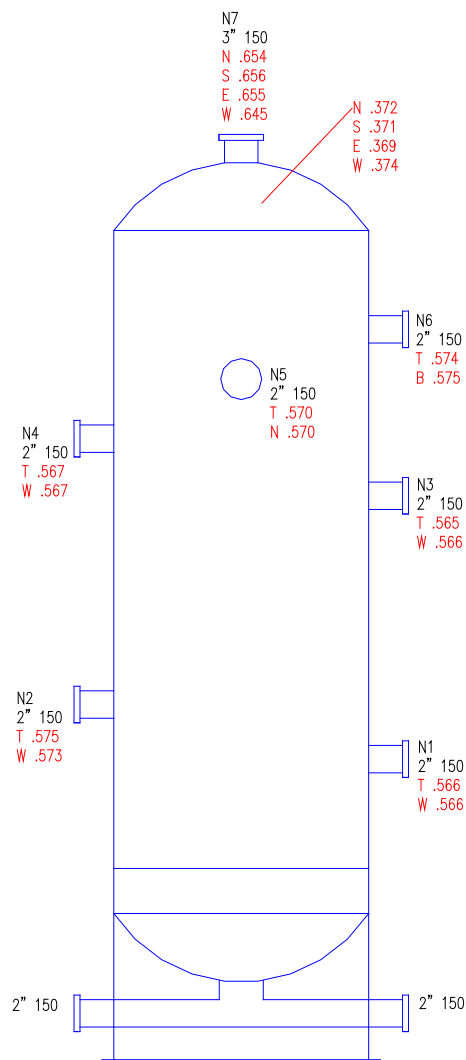 N7
3” 150
N .654
S .656
E .655
W .645
N .372
S .371
E .369
W .374
N6
2” 150
T .574
B .575
N5
2” 150
T .570
N .570
N4
2” 150
T .567
W .567
N3
2” 150
T .565
W .566
N2
2” 150
T .575
W .573
N1
2” 150
T .566
W .566
2” 150
2” 150